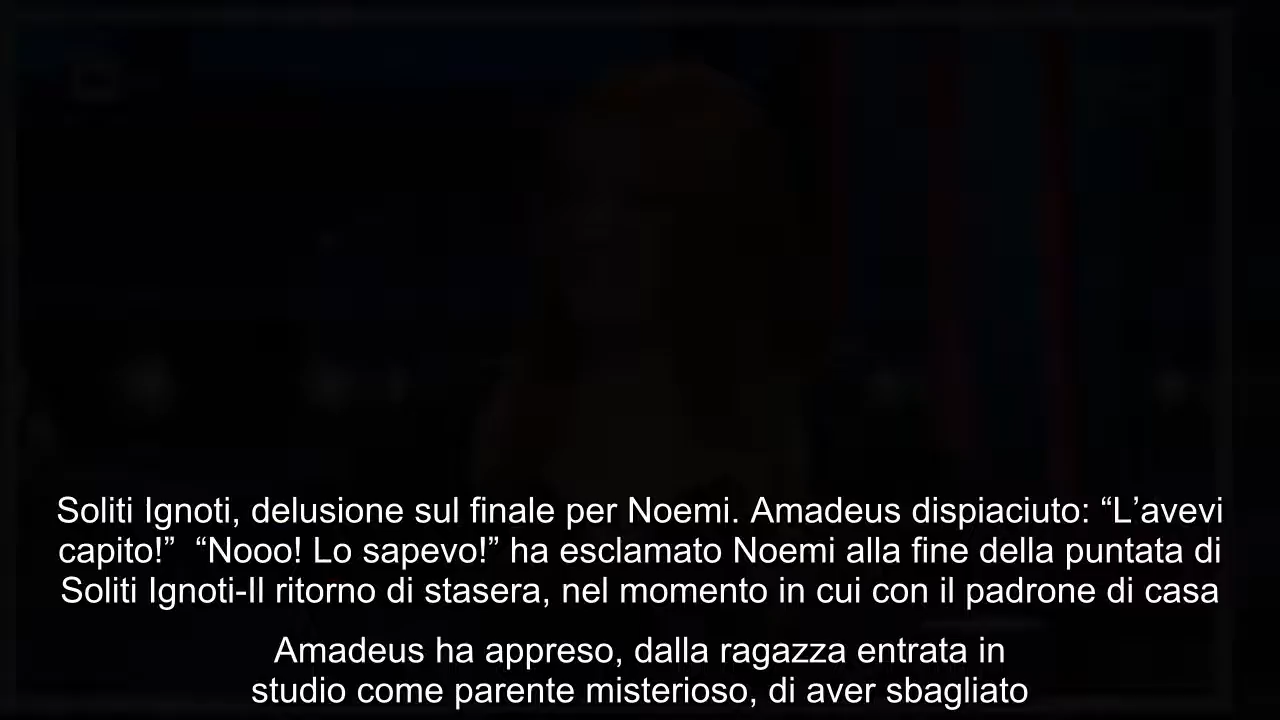 Soliti Ignoti, delusione sul finale per Noemi. Amadeus dispiaciuto: “L’avevi
capito!”  “Nooo! Lo sapevo!” ha esclamato Noemi alla fine della puntata di
Soliti Ignoti-Il ritorno di stasera, nel momento in cui con il padrone di casa
Amadeus ha appreso, dalla ragazza entrata in
studio come parente misterioso, di aver sbagliato